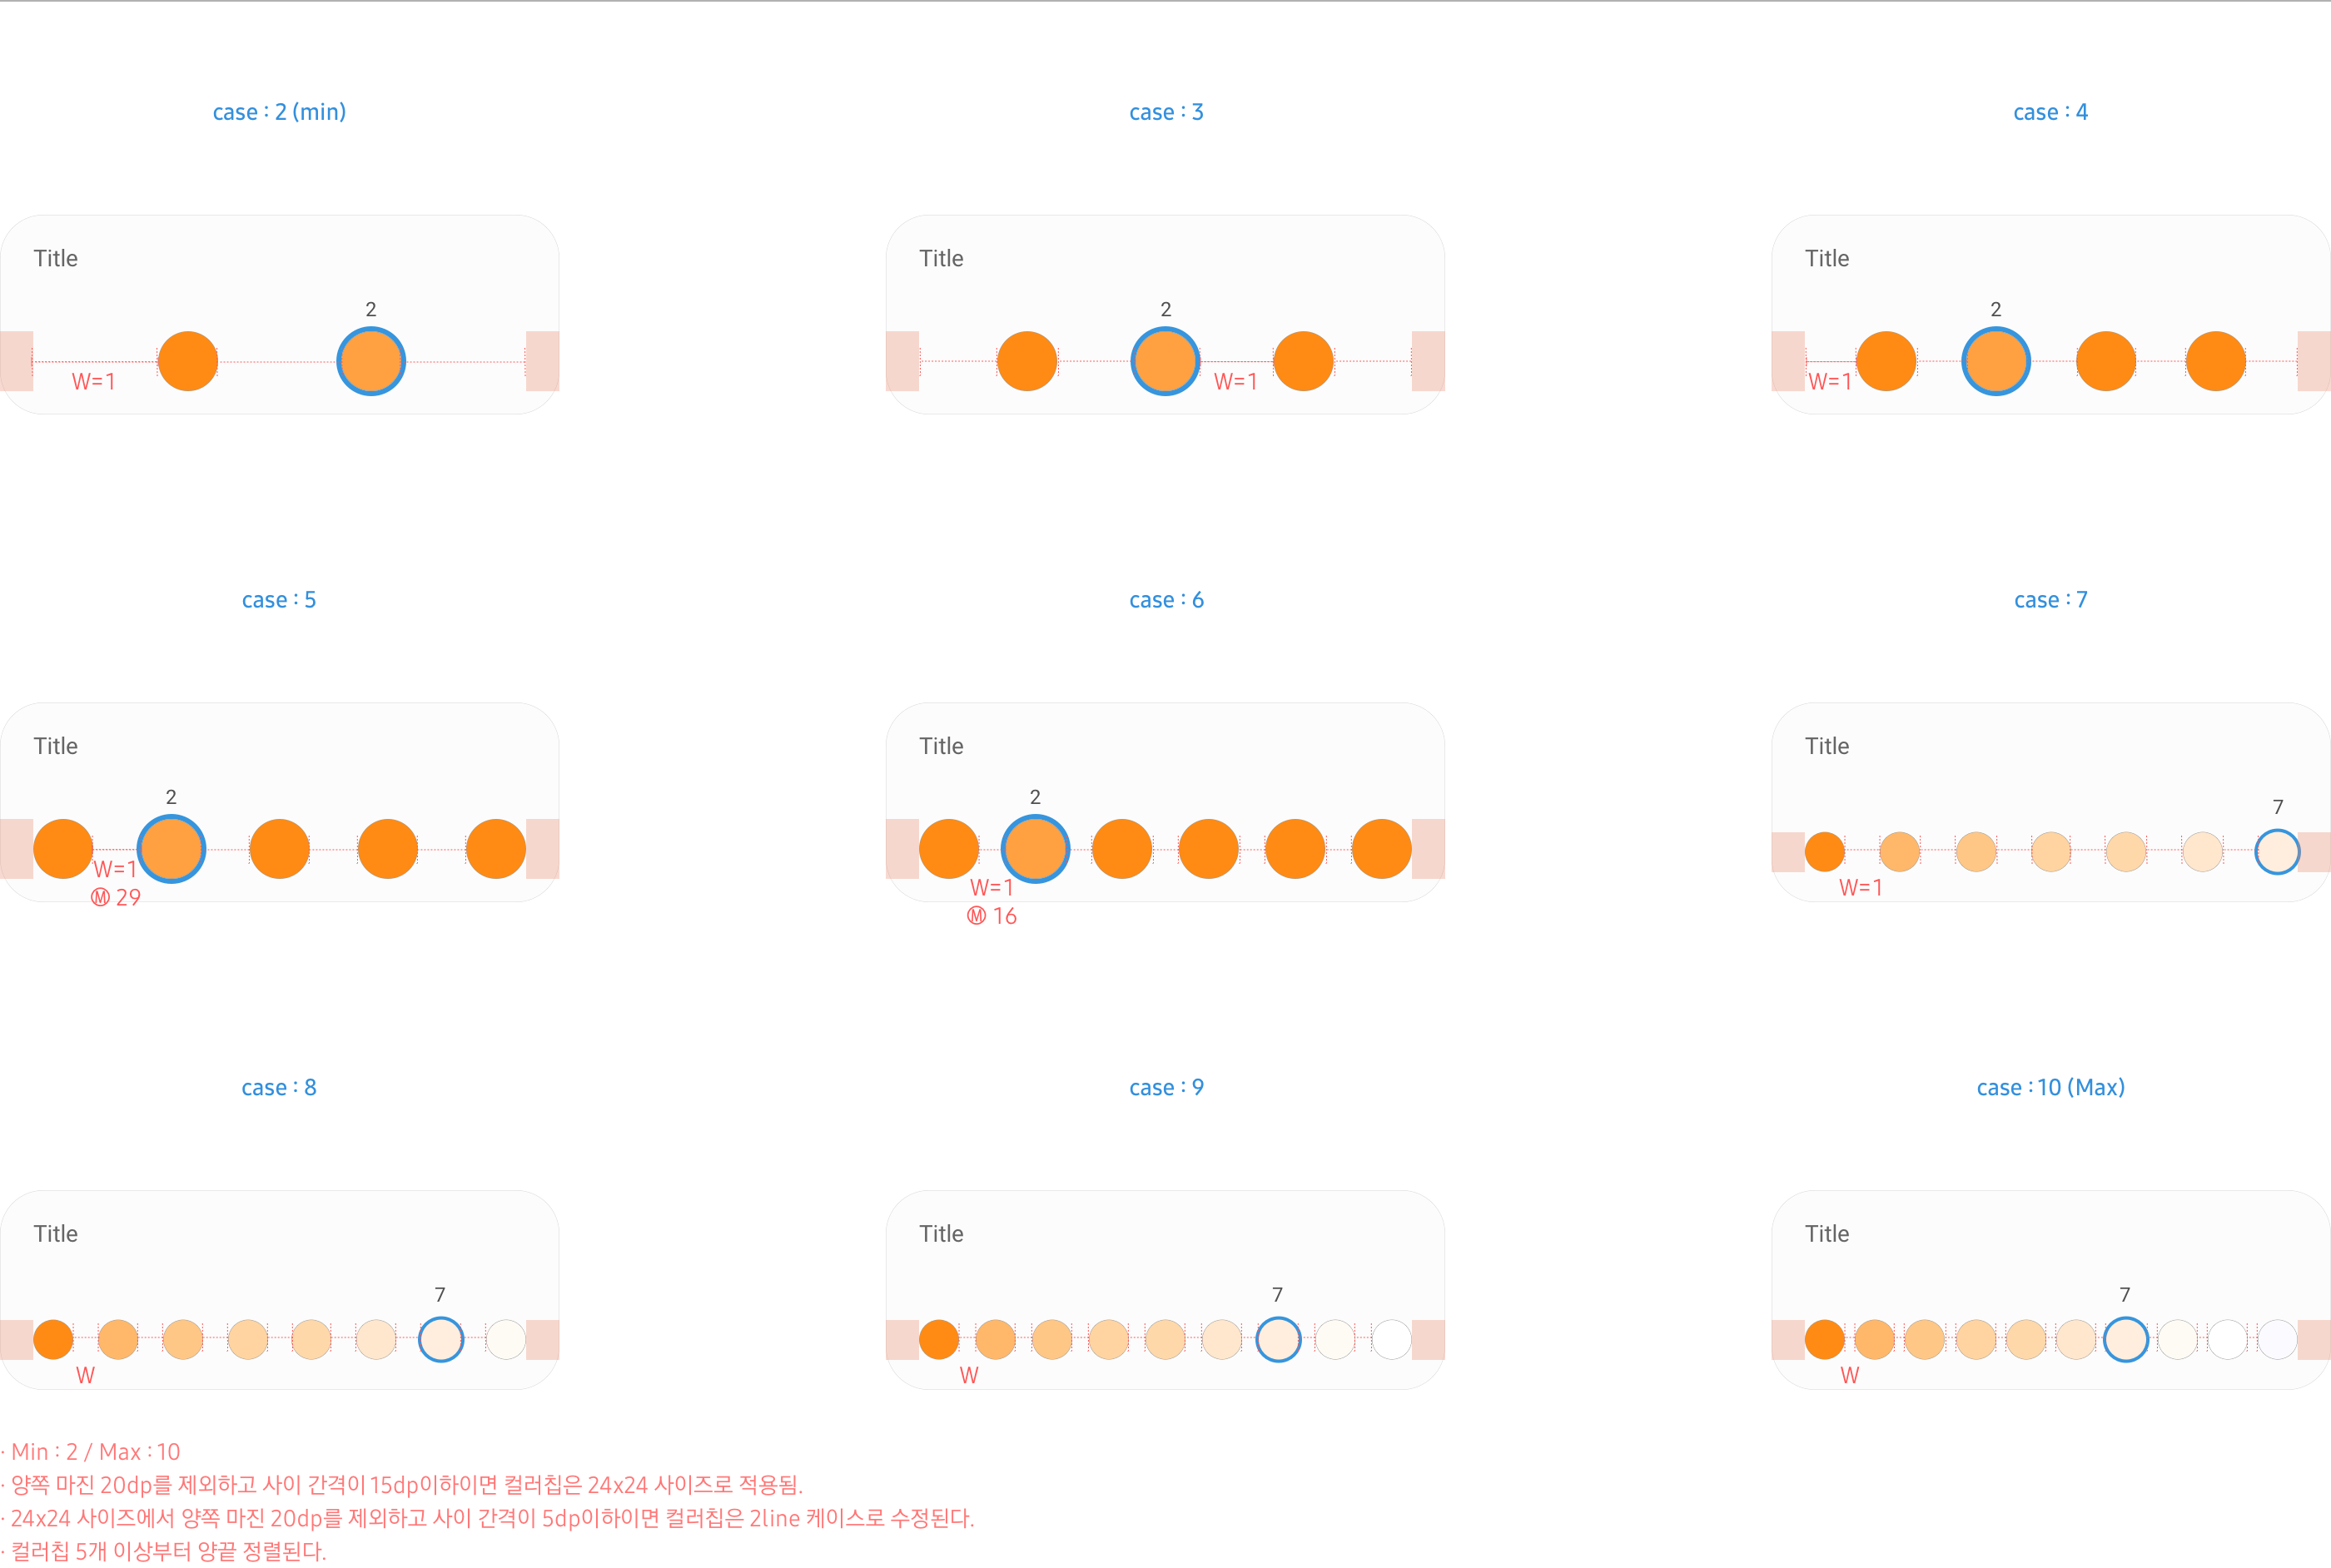 case : 2 (min)
case : 3
case : 4
Title
2
W=1
Title
2
W=1
Title
2
W=1
case : 5
case : 6
case : 7
Title
2
W=1
Ⓜ 29
Title
2
W=1
Ⓜ 16
Title
7
W=1
case : 8
case : 9
case : 10 (Max)
Title
7
W
Title
7
W
Title
7
W
· Min : 2 / Max : 10
· 양쪽 마진 20dp를 제외하고 사이 간격이 15dp이하이면 컬러칩은 24x24 사이즈로 적용됨.
· 24x24 사이즈에서 양쪽 마진 20dp를 제외하고 사이 간격이 5dp이하이면 컬러칩은 2line 케이스로 수정된다.
· 컬러칩 5개 이상부터 양끝 정렬된다.